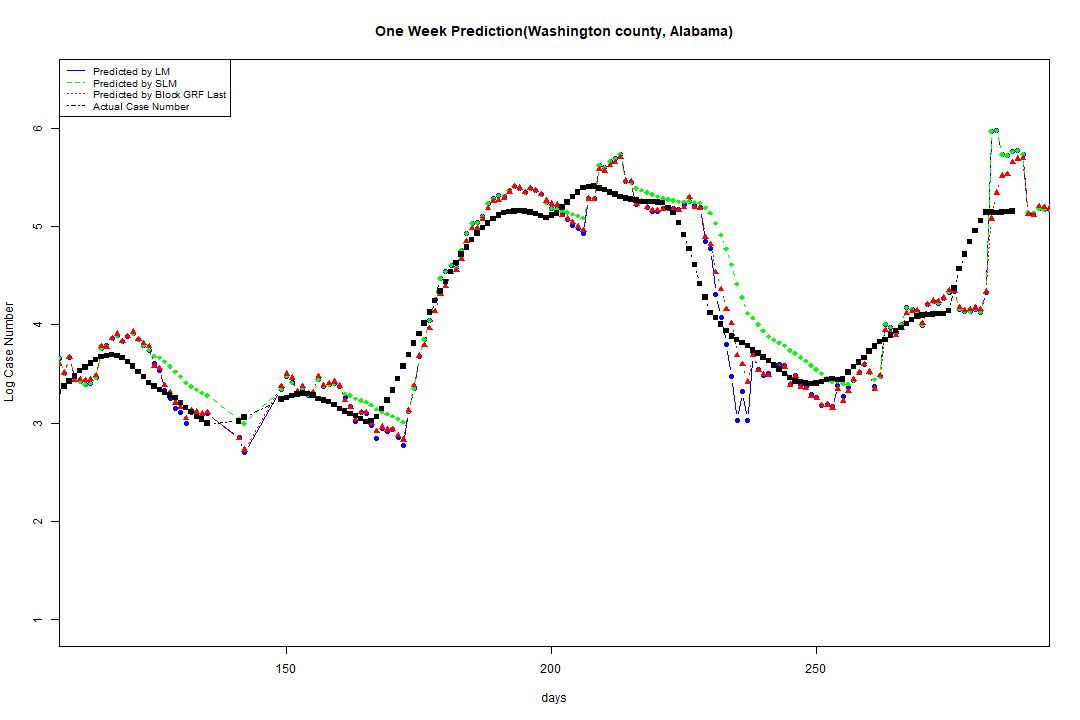 One Week Prediction(Washington county, Alabama)
Predicted by LM
Predicted by SLM
Predicted by Block GRF Last
Actual Case Number
6
5
4
3
2
1
Log Case Number
150
200
250
days